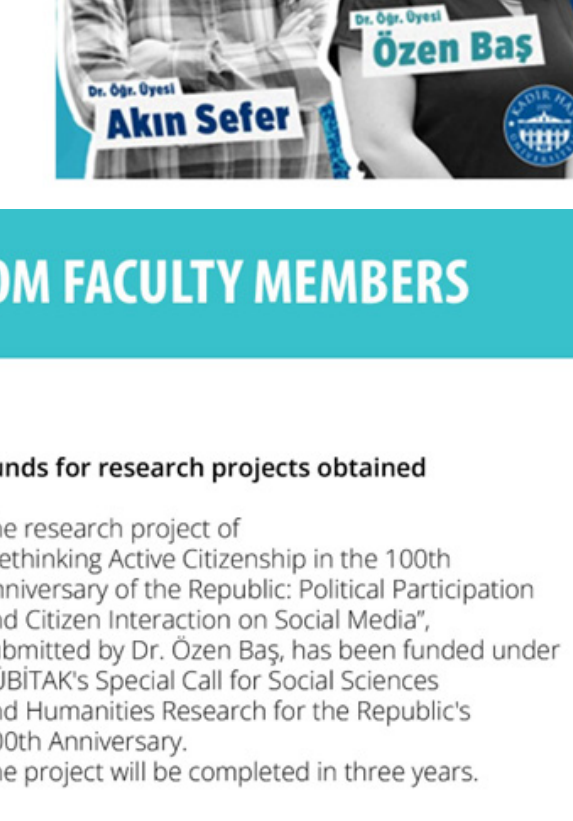 Dr. Öğr. Üyesi
Özen Baş
Dr. Öğr. Üyesi
Akın Sefer
KADİR HA
OM FACULTY MEMBERS
unds for research projects obtained
he research project of
ethinking Active Citizenship in the 100th
nniversary of the Republic: Political Participation
nd Citizen Interaction on Social Media”,
ubmitted by Dr. Özen Baş, has been funded under
ÜBİTAK's Special Call for Social Sciences
nd Humanities Research for the Republic's
00th Anniversary.
he project will be completed in three years.